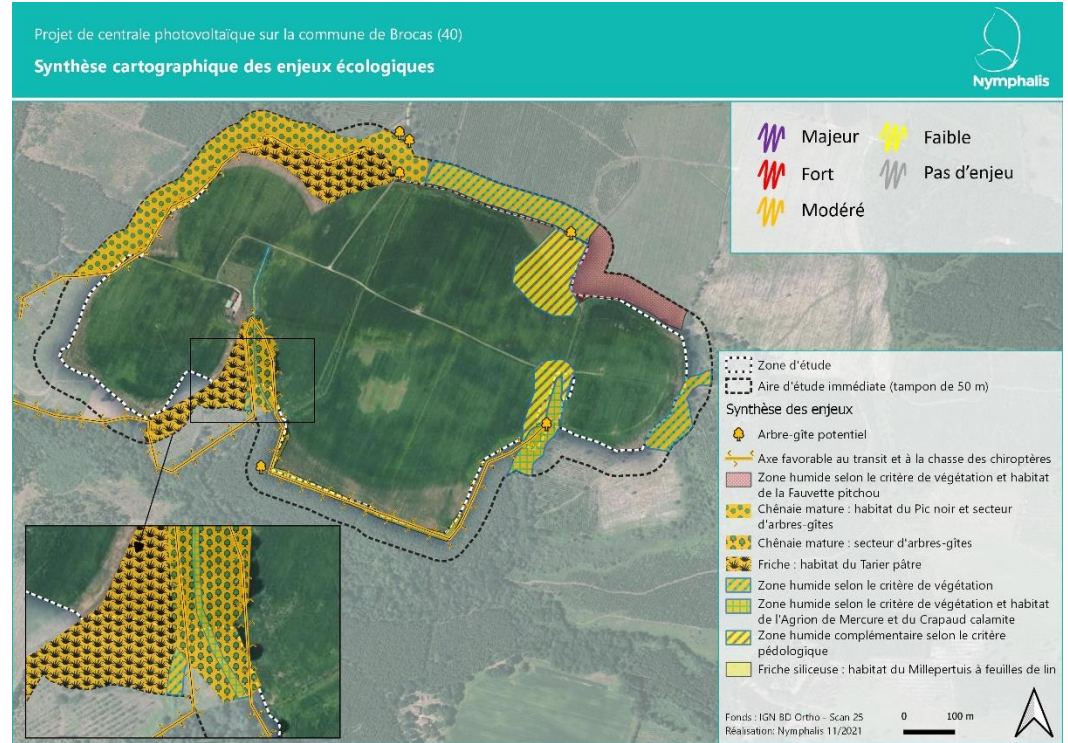 Projet de centrale photovoltaïque sur la commune de Brocas (40)
Synthèse cartographique des enjeux écologiques
Nymphalis
Majeur
Faible
Fort
Pas d'enjeu
Modéré
Zone d'étude
Aire d'étude immédiate (tampon de 50 m)
Synthèse des enjeux
Arbre-gîte potentiel
Axe favorable au transit et à la chasse des chiroptères
Zone humide selon le critère de végétation et habitat
de la Fauvette pitchou
Chênaie mature : habitat du Pic noir et secteur
d'arbres-gîtes
Chênaie mature : secteur d'arbres-gîtes
Friche : habitat du Tarier pâtre
Zone humide selon le critère de végétation
Zone humide selon le critère de végétation et habitat
de l'Agrion de Mercure et du Crapaud calamite
Zone humide complémentaire selon le critère
pédologique
Friche siliceuse : habitat du Millepertuis à feuilles de lin
Fonds : IGN BD Ortho - Scan 25
Réalisation: Nymphalis 11/2021
0 100 m